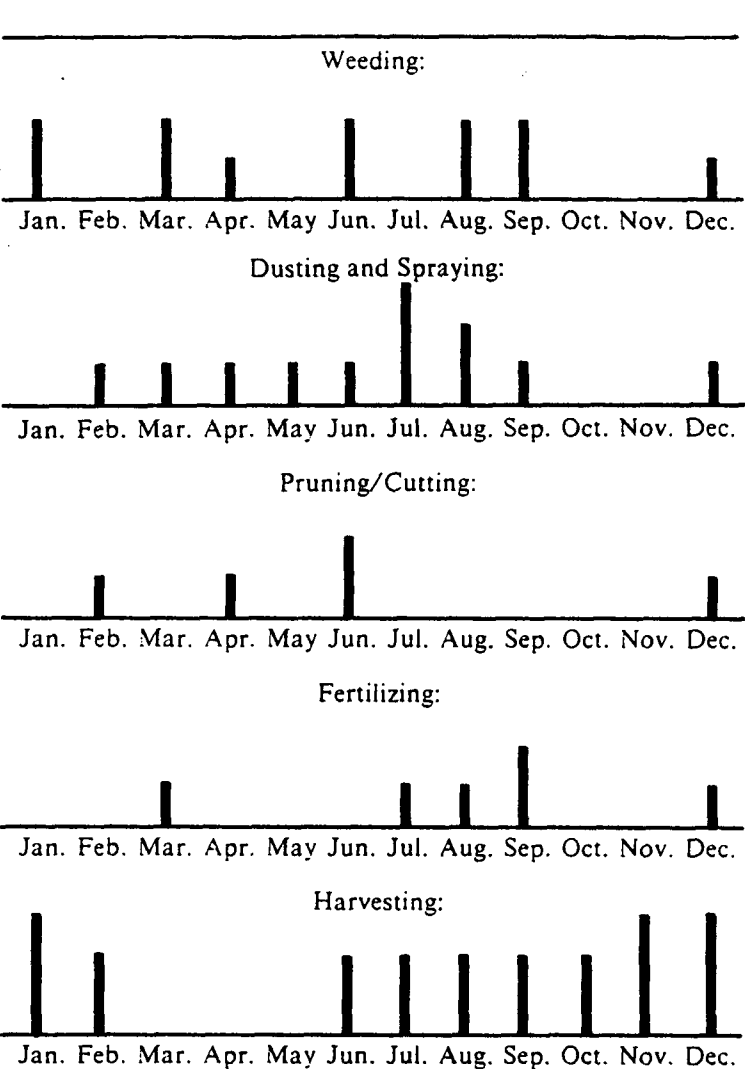 Weeding:
Jan. Feb. Mar. Apr. May Jun. Jul. Aug. Sep. Oct. Nov. Dec.
Dusting and Spraying:
Jan. Feb. Mar. Apr. May Jun. Jul. Aug. Sep. Oct. Nov. Dec.
Pruning/Cutting:
Jan. Feb. Mar. Apr. May Jun. Jul. Aug. Sep. Oct. Nov. Dec.
Fertilizing:
Jan. Feb. Mar. Apr. May Jun. Jul. Aug. Sep. Oct. Nov. Dec.
Harvesting:
Jan. Feb. Mar. Apr. May Jun. Jul. Aug. Sep. Oct. Nov. Dec.